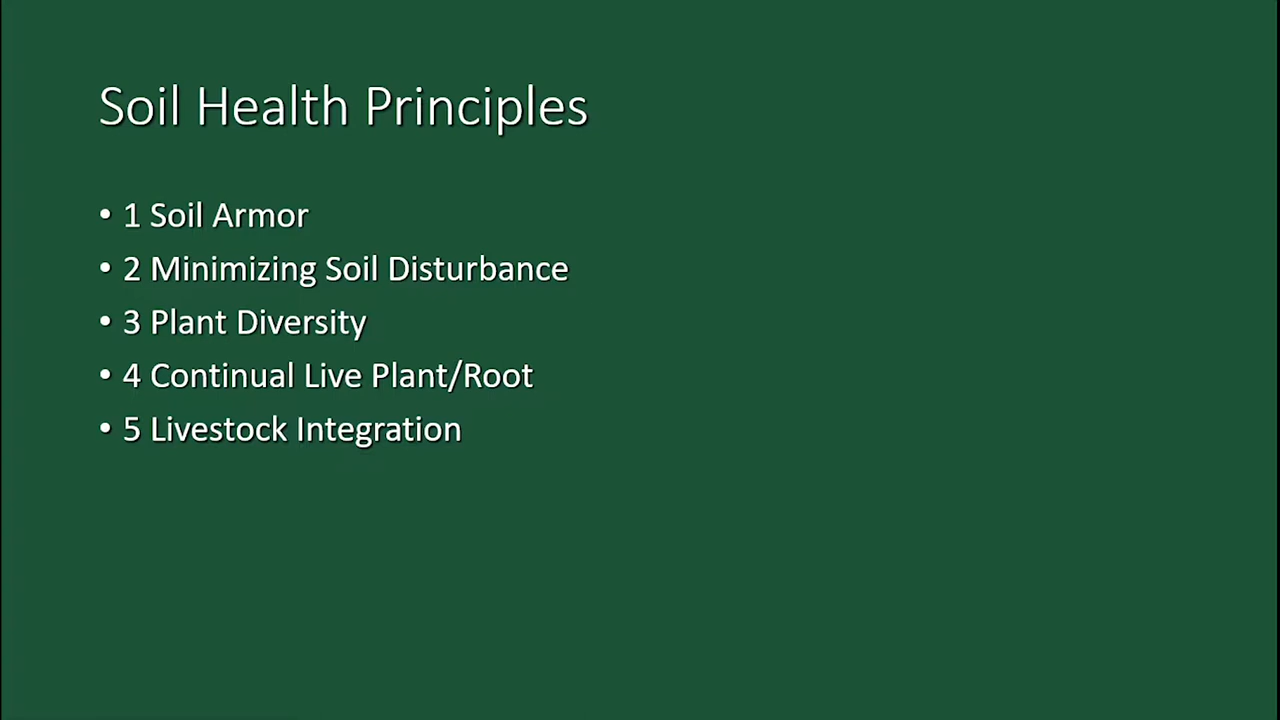 Soil Health Principles
• 1 Soil Armor
• 2 Minimizing Soil Disturbance
• 3 Plant Diversity
• 4 Continual Live Plant/Root
• 5 Livestock Integration